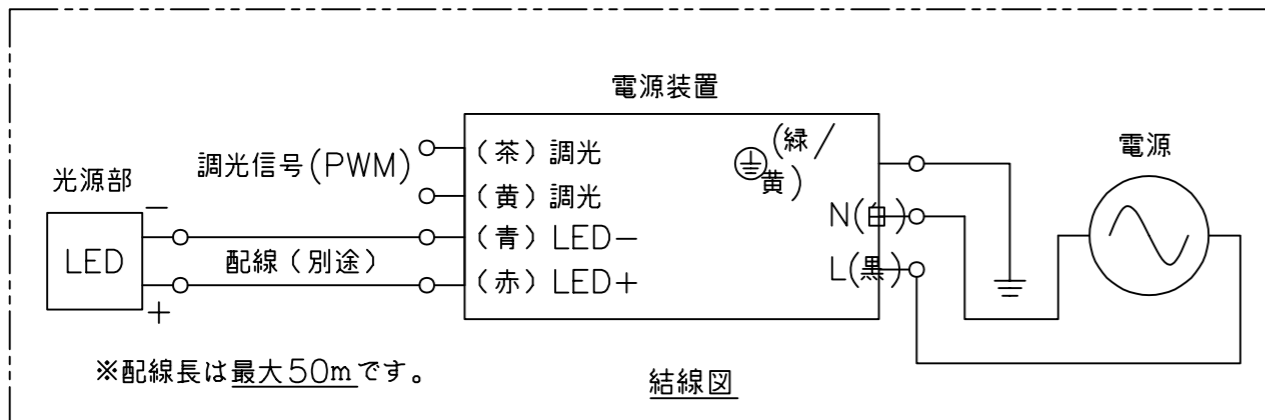 電源装置
電源
光源部
調光信号(PWM)
(茶)調光
(黄)調光
(青)LED−
(赤)LED+
(緑/
黄)
N(白)
L(黒)
−
LED
+
配線(別途)
※配線長は最大50mです。
結線図